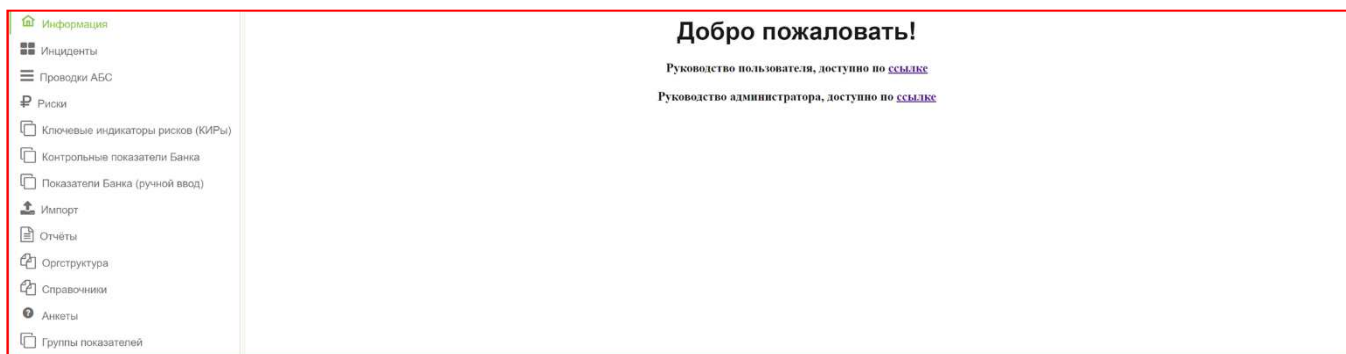 Информация
Инциденты
Проводки АБС
Риски
Ключевые индикаторы рисков (КИРы)
Контрольные показатели Банка
Показатели Банка (ручной ввод)
Импорт
Отчёты
Оргструктура
Справочники
Анкеты
Группы показателей
Добро пожаловать!
Руководство пользователя, доступно по ссылке
Руководство администратора, доступно по ссылке